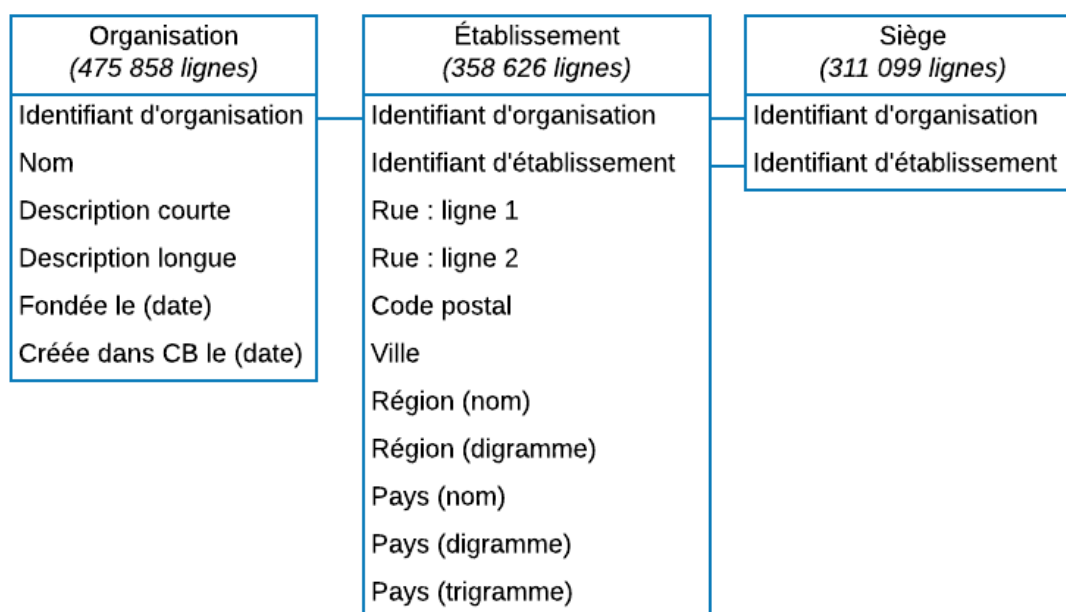 Organisation
(475 858 lignes)
Identifiant d'organisation
Nom
Description courte
Description longue
Fondée le (date)
Créée dans CB le (date)
Établissement
(358 626 lignes)
Identifiant d'organisation
Identifiant d'établissement
Rue : ligne 1
Rue : ligne 2
Code postal
Ville
Région (nom)
Région (digramme)
Pays (nom)
Pays (digramme)
Pays (trigramme)
Siège
(311 099 lignes)
Identifiant d'organisation
Identifiant d'établissement